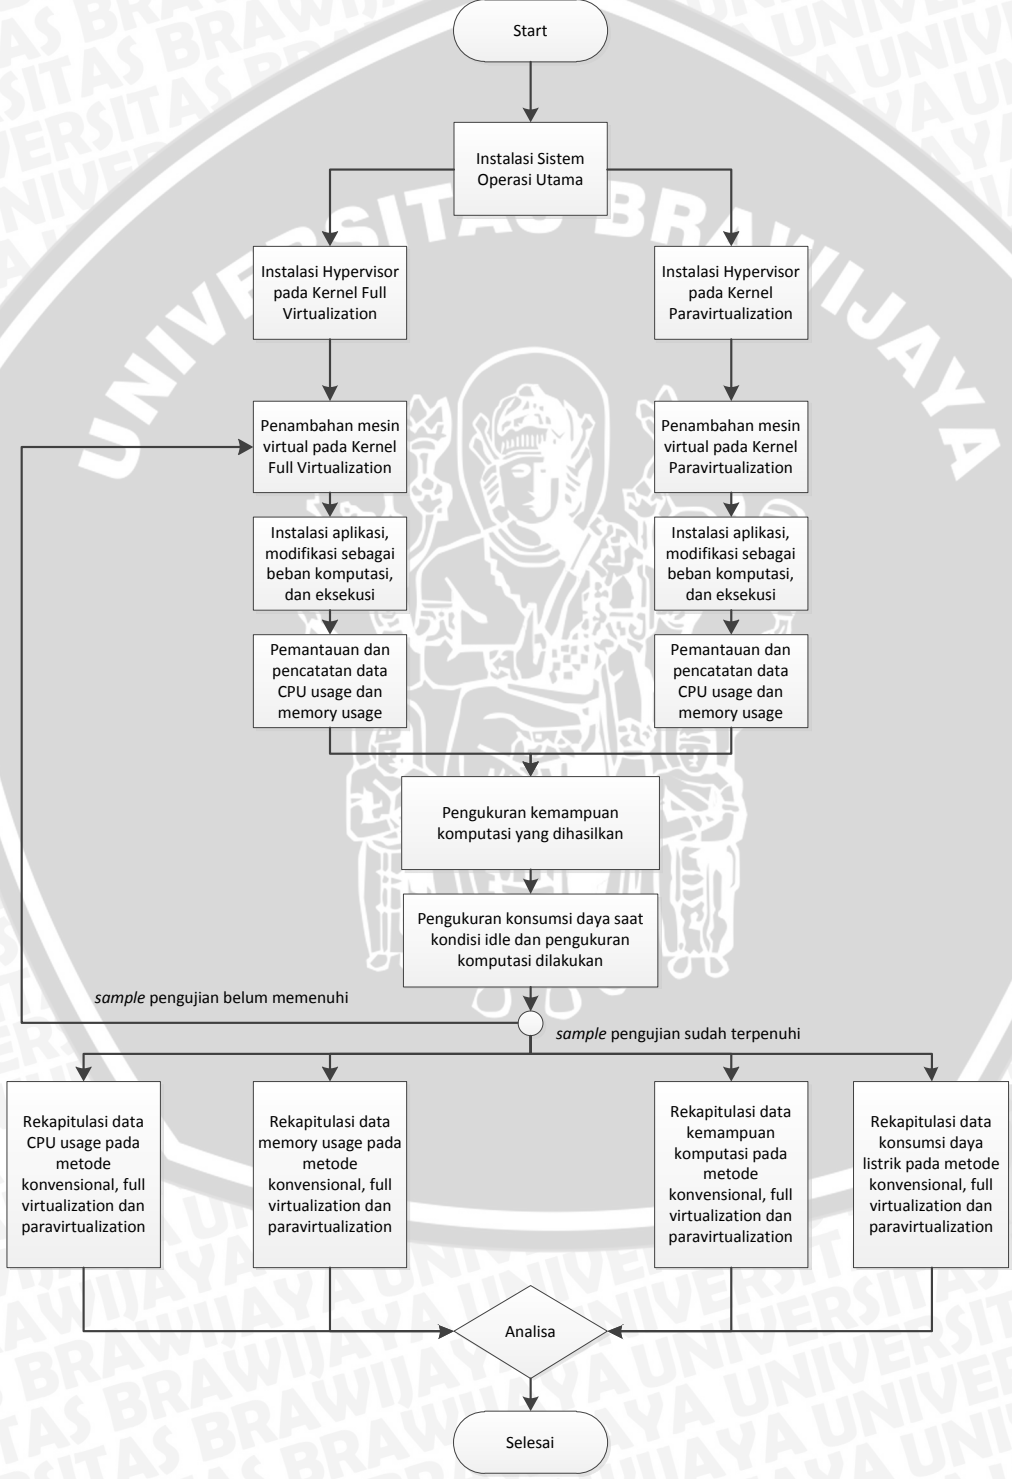 Start
Instalasi Sistem
Operasi Utama
UNIVERSITAS BRAWIJAYA
Instalasi Hypervisor
pada Kernel Full
Virtualization
Instalasi Hypervisor
pada Kernel
Paravirtualization
Penambahan mesin
virtual pada Kernel
Full Virtualization
Penambahan mesin
virtual pada Kernel
Paravirtualization
Instalasi aplikasi,
modifikasi sebagai
beban komputasi,
dan eksekusi
Instalasi aplikasi,
modifikasi sebagai
beban komputasi,
dan eksekusi
Pemantauan dan
pencatatan data
CPU usage dan
memory usage
Pemantauan dan
pencatatan data
CPU usage dan
memory usage
Pengukuran kemampuan
komputasi yang dihasilkan
Pengukuran konsumsi daya saat
kondisi idle dan pengukuran
komputasi dilakukan
sample pengujian belum memenuhi
sample pengujian sudah terpenuhi
Rekapitulasi data
CPU usage pada
metode
konvensional, full
virtualization dan
paravirtualization
Rekapitulasi data
memory usage pada
metode
konvensional, full
virtualization dan
paravirtualization
Rekapitulasi data
kemampuan
komputasi pada
metode
konvensional, full
virtualization dan
paravirtualization
Rekapitulasi data
konsumsi daya
listrik pada metode
konvensional, full
virtualization dan
paravirtualization
Analisa
Selesai